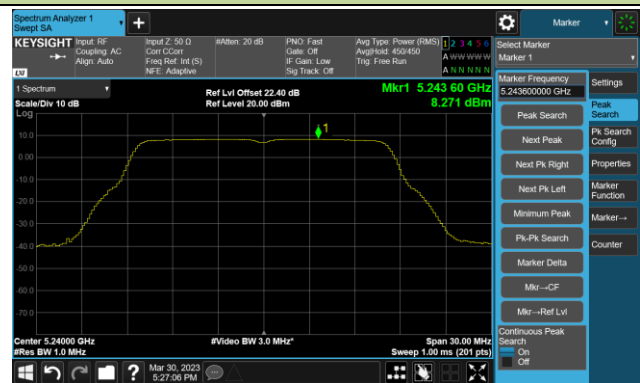 Spectrum Analyzer 1
Swept SA
+
Marker
KEYSIGHT
Input: RF
Coupling: AC
Align: Auto
Input Z: 50 Ω
Corr CCorr
Freq Ref: Int (S)
NFE: Adaptive
#Atten: 20 dB
PNO: Fast
Gate: Off
IF Gain: Low
Sig Track: Off
Avg Type: Power (RMS)
Avg|Hold: 450/450
Trig: Free Run
1 2 3 4 5 6
A W W W W W
A N N N N N
LXI
Select Marker
Marker 1
1 Spectrum
Scale/Div 10 dB
Ref Lvl Offset 22.40 dB
Ref Level 20.00 dBm
Mkr1 5.243 60 GHz
8.271 dBm
Log
10.0
0.00
-10.0
-20.0
-30.0
-40.0
-50.0
-60.0
-70.0
1
Center 5.24000 GHz
#Res BW 1.0 MHz
#Video BW 3.0 MHz*
Span 30.00 MHz
Sweep 1.00 ms (201 pts)
Marker Frequency
5.243600000 GHz
Peak Search
Next Peak
Next Pk Right
Next Pk Left
Minimum Peak
Pk-Pk Search
Marker Delta
Mkr→CF
Mkr→Ref Lvl
Continuous Peak
Search
On
Off
Settings
Peak
Search
Pk Search
Config
Properties
Marker
Function
Marker→
Counter
?
Mar 30, 2023
5:27:06 PM